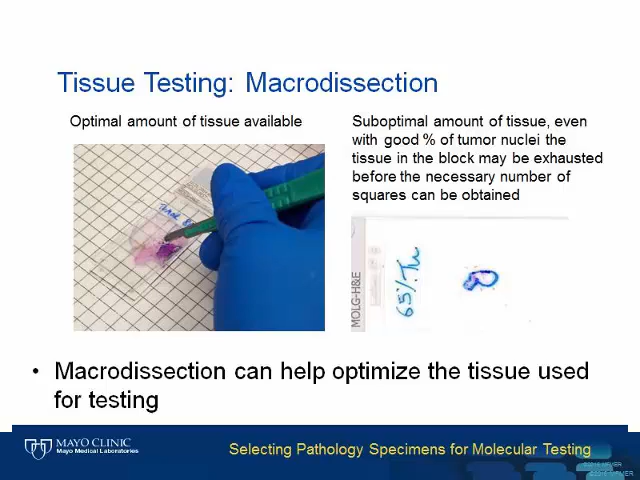 Tissue Testing: Macrodissection
Optimal amount of tissue available
Suboptimal amount of tissue, even
with good % of tumor nuclei the
tissue in the block may be exhausted
before the necessary number of
squares can be obtained
MOLG-H&E
65% Tu
• Macrodissection can help optimize the tissue used
for testing
MAYO CLINIC
Mayo Medical Laboratories
Selecting Pathology Specimens for Molecular Testing